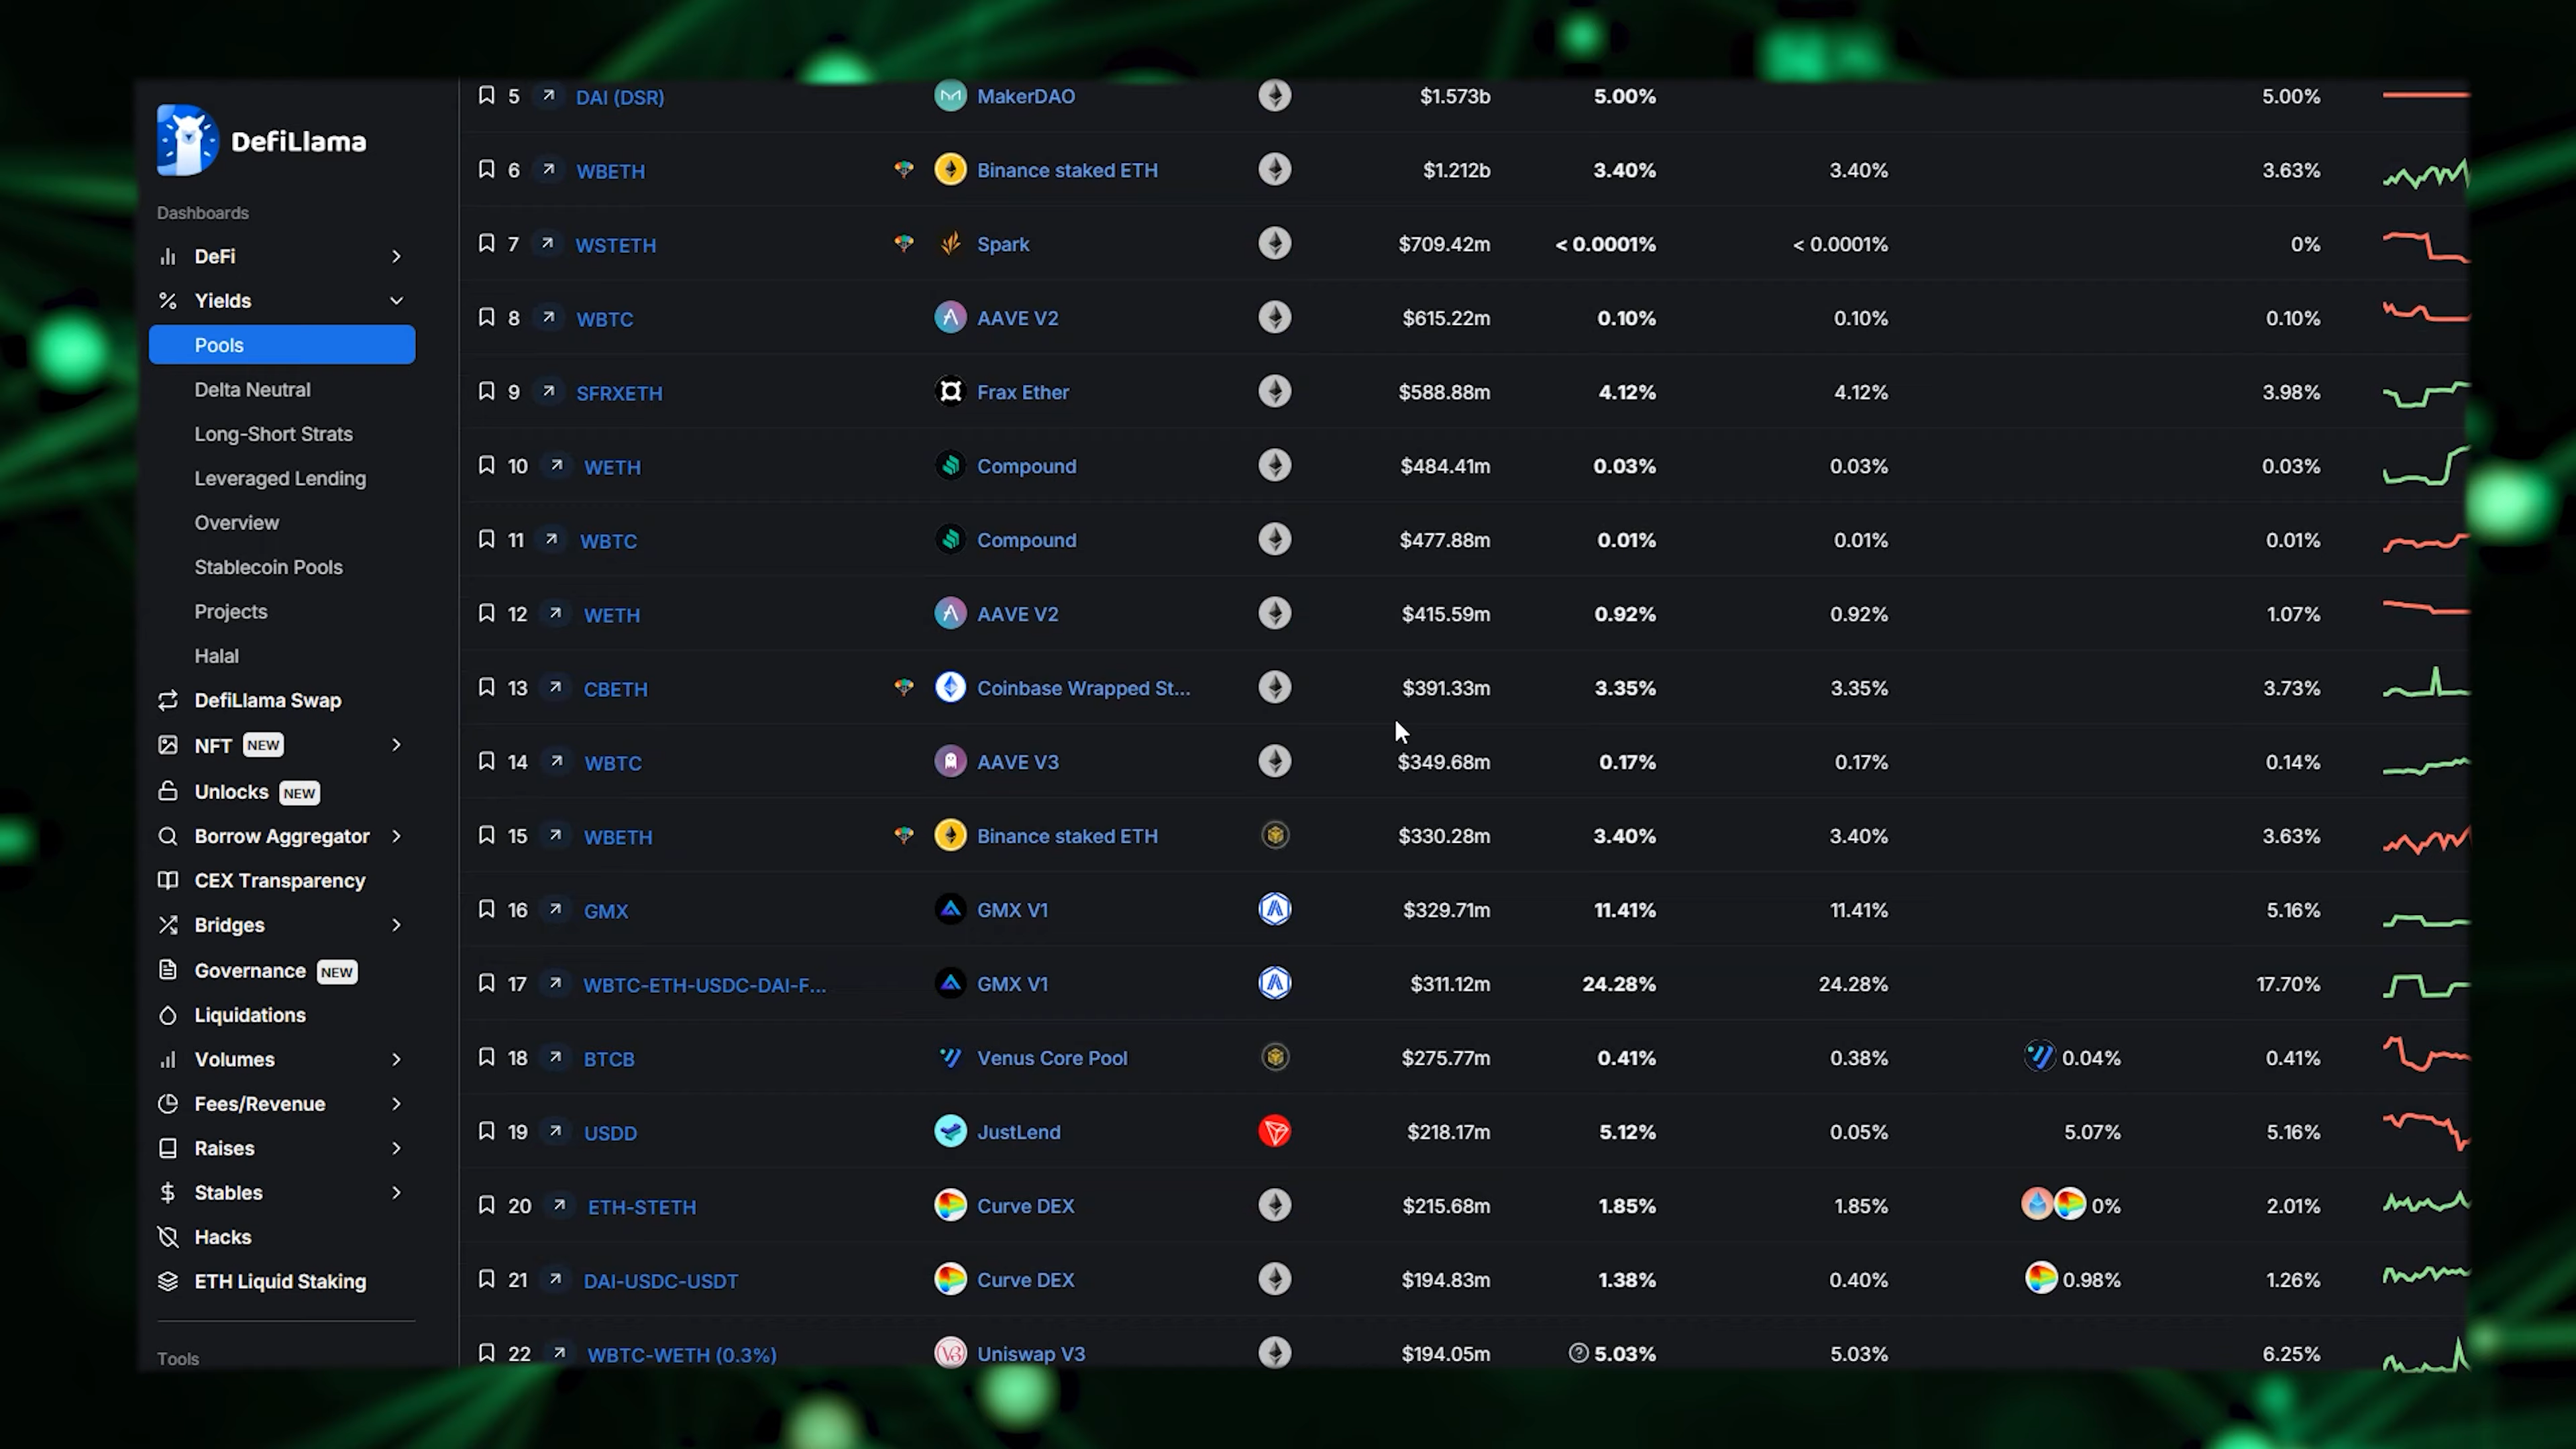 DefiLlama
Dashboards
DeFi
Yields
Pools
Delta Neutral
Long-Short Strats
Leveraged Lending
Overview
Stablecoin Pools
Projects
Halal
DefiLlama Swap
NFT NEW
Unlocks NEW
Borrow Aggregator
CEX Transparency
Bridges
Governance NEW
Liquidations
Volumes
Fees/Revenue
Raises
Stables
Hacks
ETH Liquid Staking
Tools
5 DAI (DSR) MakerDAO $1.573b 5.00% 5.00%
6 WBETH Binance staked ETH $1.212b 3.40% 3.40% 3.63%
7 WSTETH Spark $709.42m < 0.0001% < 0.0001% 0%
8 WBTC AAVE V2 $615.22m 0.10% 0.10% 0.10%
9 SFRXETH Frax Ether $588.88m 4.12% 4.12% 3.98%
10 WETH Compound $484.41m 0.03% 0.03% 0.03%
11 WBTC Compound $477.88m 0.01% 0.01% 0.01%
12 WETH AAVE V2 $415.59m 0.92% 0.92% 1.07%
13 CBETH Coinbase Wrapped St... $391.33m 3.35% 3.35% 3.73%
14 WBTC AAVE V3 $349.68m 0.17% 0.17% 0.14%
15 WBETH Binance staked ETH $330.28m 3.40% 3.40% 3.63%
16 GMX GMX V1 $329.71m 11.41% 11.41% 5.16%
17 WBTC-ETH-USDC-DAI-F... GMX V1 $311.12m 24.28% 24.28% 17.70%
18 BTCB Venus Core Pool $275.77m 0.41% 0.38% 0.04% 0.41%
19 USDD JustLend $218.17m 5.12% 0.05% 5.07% 5.16%
20 ETH-STETH Curve DEX $215.68m 1.85% 1.85% 0% 2.01%
21 DAI-USDC-USDT Curve DEX $194.83m 1.38% 0.40% 0.98% 1.26%
22 WBTC-WETH (0.3%) Uniswap V3 $194.05m 5.03% 5.03% 6.25%